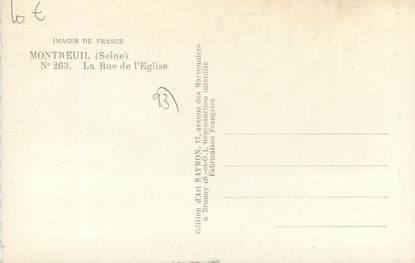 10 €
IMAGES DE FRANCE
MONTREUIL (Seine)
N° 263. La Rue de l'Eglise
93)
Edition d'Art RAYMON, 17, avenue des Marronniers
à Brunoy (S.-et-O.). Reproduction interdite
Fabrication Française